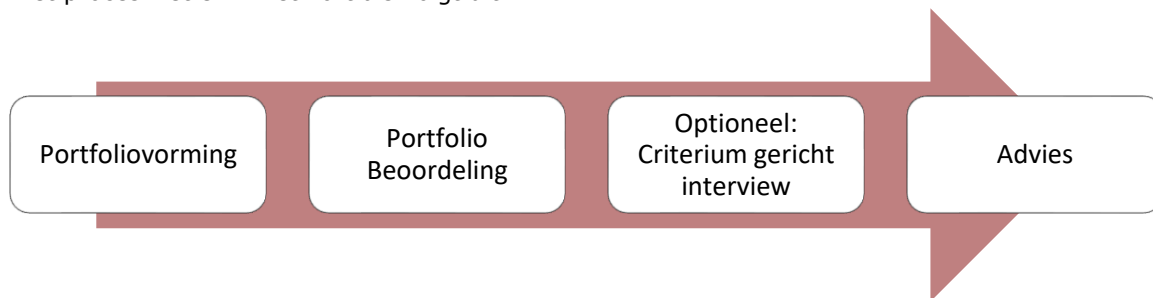 Portfoliovorming
Portfolio
Beoordeling
Optioneel:
Criterium gericht
interview
Advies